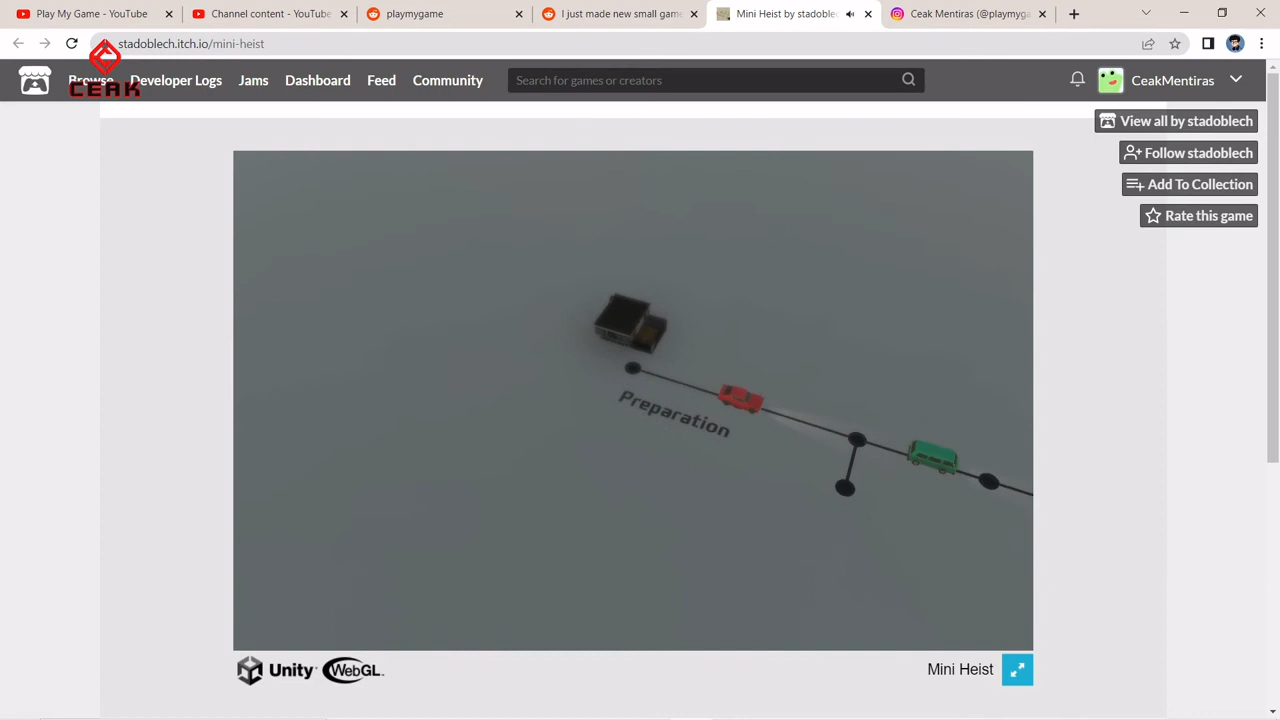 Play My Game - YouTube
Channel content - YouTube
playmygame
I just made new small game
Mini Heist by stadoblec
Ceak Mentiras (@playmyga
stadoblech.itch.io/mini-heist
CEAK
Browse
Developer Logs
Jams
Dashboard
Feed
Community
Search for games or creators
CeakMentiras
View all by stadoblech
Follow stadoblech
Add To Collection
Rate this game
Preparation
Unity
WebGL
Mini Heist